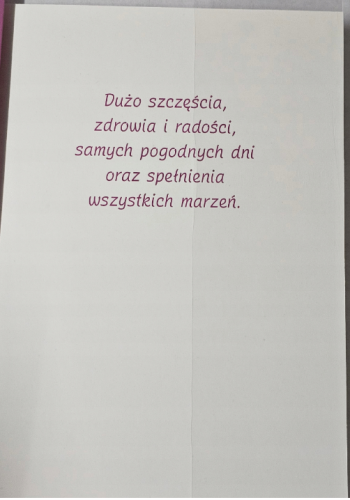 Dużo szczęścia,
zdrowia i radości,
samych pogodnych dni
oraz spełnienia
wszystkich marzeń.